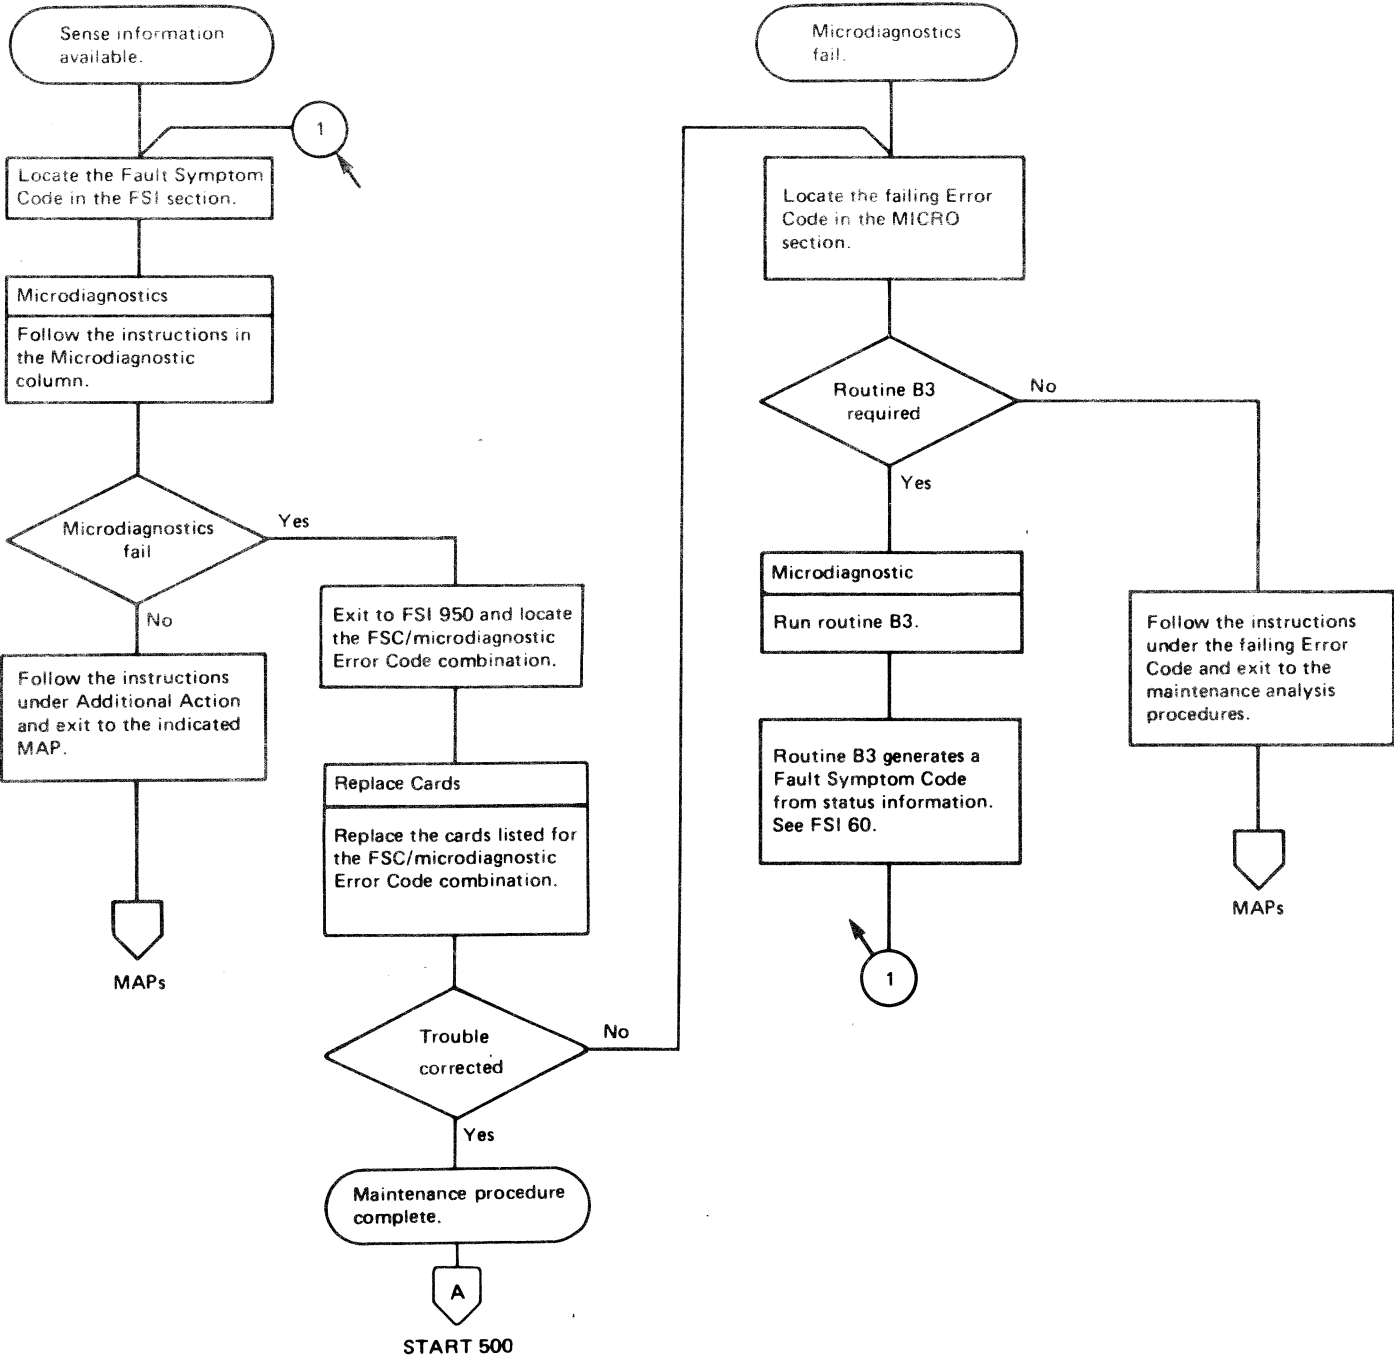 Sense information
available.
1
Locate the Fault Symptom
Code in the FSI section.
Microdiagnostics
Follow the instructions in
the Microdiagnostic
column.
Microdiagnostics
fail
Yes
No
Follow the instructions
under Additional Action
and exit to the indicated
MAP.
MAPs
Exit to FSI 950 and locate
the FSC/microdiagnostic
Error Code combination.
Replace Cards
Replace the cards listed for
the FSC/microdiagnostic
Error Code combination.
Trouble
corrected
No
Yes
Maintenance procedure
complete.
A
START 500
Microdiagnostics
fail.
Locate the failing Error
Code in the MICRO
section.
Routine B3
required
No
Yes
Microdiagnostic
Run routine B3.
Routine B3 generates a
Fault Symptom Code
from status information.
See FSI 60.
1
Follow the instructions
under the failing Error
Code and exit to the
maintenance analysis
procedures.
MAPs